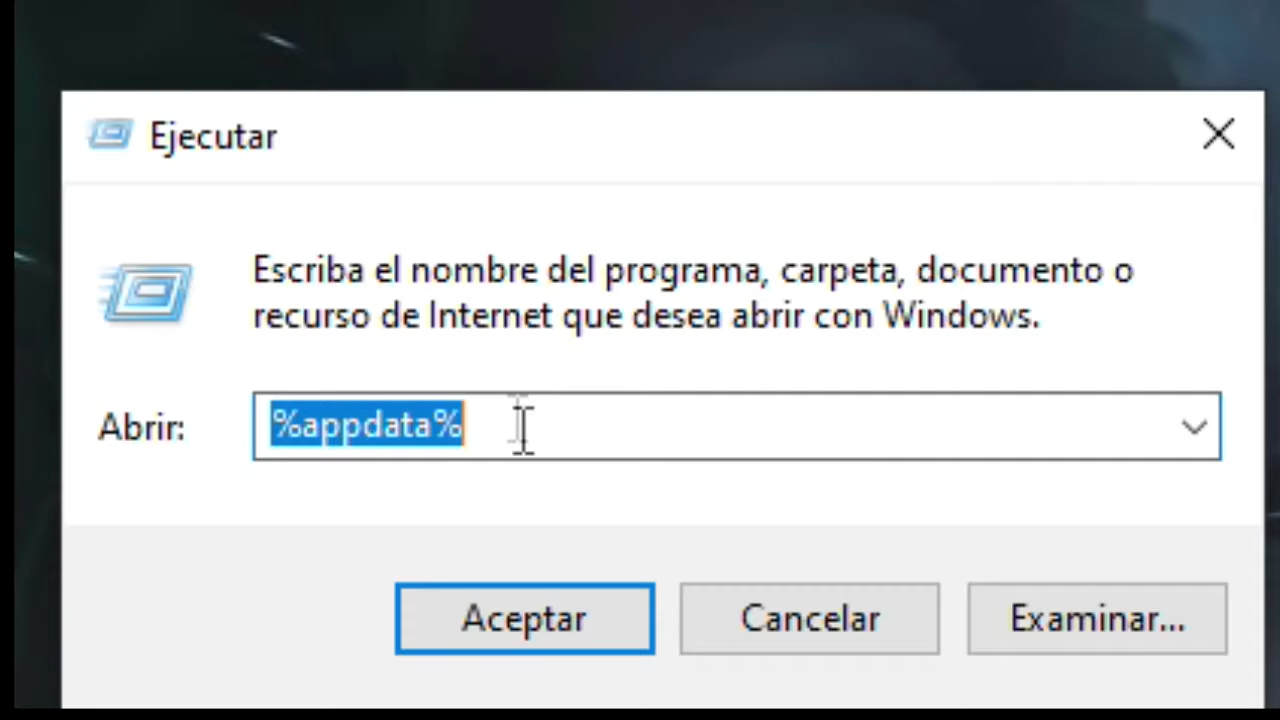 Ejecutar
Escriba el nombre del programa, carpeta, documento o
recurso de Internet que desea abrir con Windows.
Abrir:
%appdata%
Aceptar
Cancelar
Examinar...